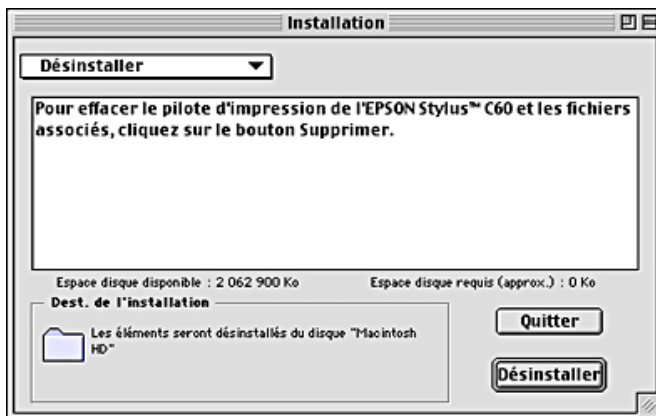 Installation
Désinstaller
Pour effacer le pilote d'impression de l'EPSON Stylus™ C60 et les fichiers
associés, cliquez sur le bouton Supprimer.
Espace disque disponible : 2 062 900 Ko
Espace disque requis (approx.) : 0 Ko
Dest. de l'installation
Les éléments seront désinstallés du disque "Macintosh
HD"
Quitter
Désinstaller